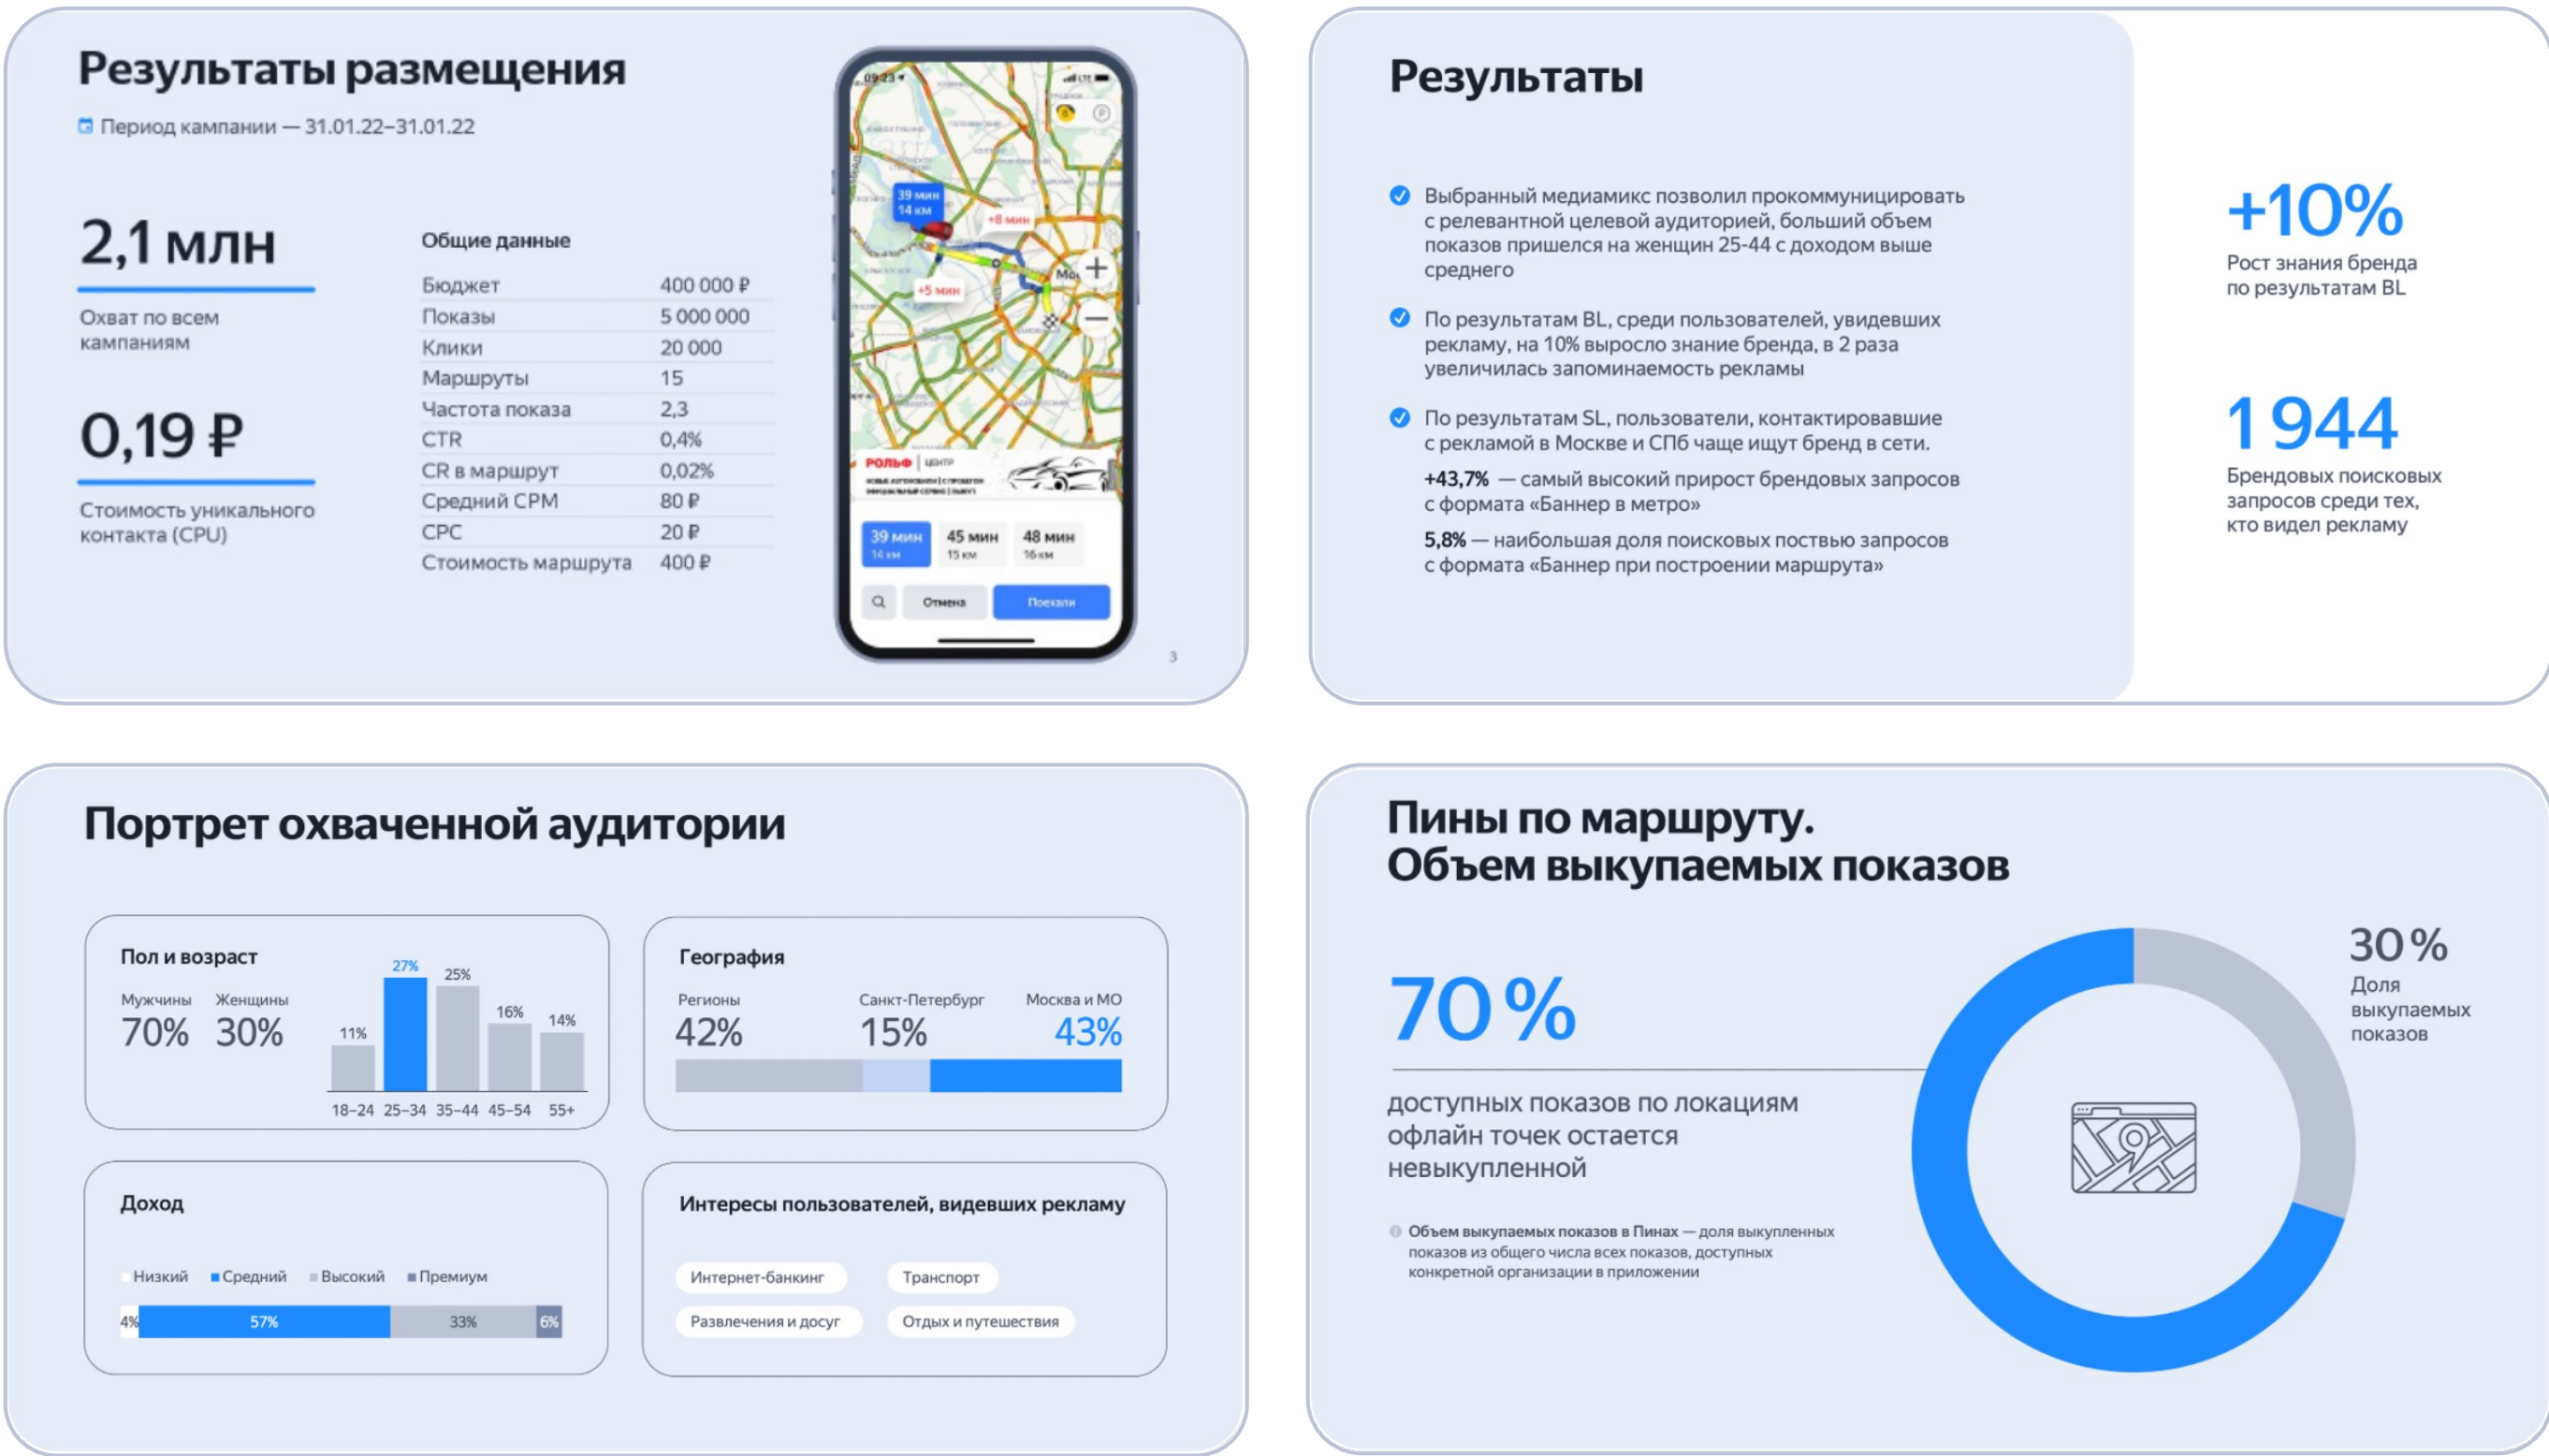 Результаты размещения
Период кампании — 31.01.22–31.01.22
2,1 млн
Охват по всем
кампаниям
0,19 ₽
Стоимость уникального
контакта (CPU)
Общие данные
Бюджет 400 000 ₽
Показы 5 000 000
Клики 20 000
Маршруты 15
Частота показа 2,3
CTR 0,4%
CR в маршрут 0,02%
Средний CPM 80 ₽
CPC 20 ₽
Стоимость маршрута 400 ₽
09:23
LTE
39 мин
14 км
+8 мин
+5 мин
РОЛЬФ ЦЕНТР
39 мин 45 мин 48 мин
14 км 15 км 16 км
Отмена Поехали
3
Результаты
Выбранный медиамикс позволил прокоммуницировать
с релевантной целевой аудиторией, больший объем
показов пришелся на женщин 25-44 с доходом выше
среднего
По результатам BL, среди пользователей, увидевших
рекламу, на 10% выросло знание бренда, в 2 раза
увеличилась запоминаемость рекламы
По результатам SL, пользователи, контактировавшие
с рекламой в Москве и СПб чаще ищут бренд в сети.
+43,7% — самый высокий прирост брендовых запросов
с формата «Баннер в метро»
5,8% — наибольшая доля поисковых поствью запросов
с формата «Баннер при построении маршрута»
+10%
Рост знания бренда
по результатам BL
1 944
Брендовых поисковых
запросов среди тех,
кто видел рекламу
Портрет охваченной аудитории
Пол и возраст
Мужчины Женщины
70% 30%
11% 27% 25% 16% 14%
18–24 25–34 35–44 45–54 55+
География
Регионы Санкт-Петербург Москва и МО
42% 15% 43%
Доход
Низкий Средний Высокий Премиум
4% 57% 33% 6%
Интересы пользователей, видевших рекламу
Интернет-банкинг Транспорт
Развлечения и досуг Отдых и путешествия
Пины по маршруту.
Объем выкупаемых показов
70 %
доступных показов по локациям
офлайн точек остается
невыкупленной
Объем выкупаемых показов в Пинах — доля выкупленных
показов из общего числа всех показов, доступных
конкретной организации в приложении
30 %
Доля
выкупаемых
показов